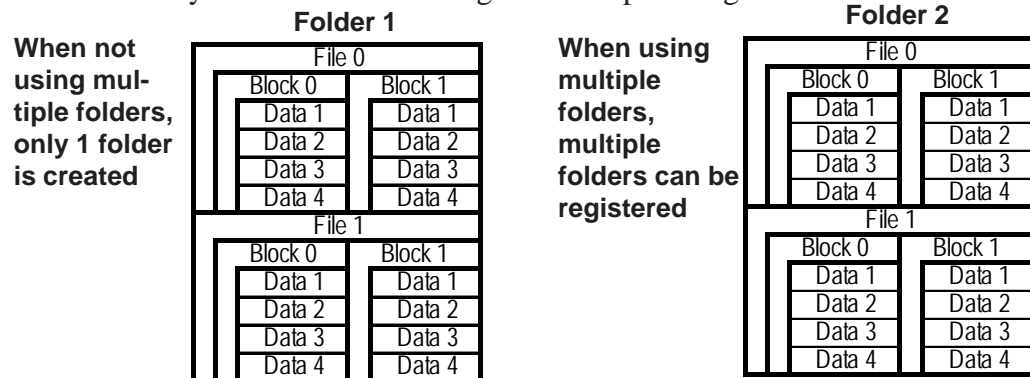 Folder 1
When not
using mul-
tiple folders,
only 1 folder
is created
File 0
Block 0 Block 1
Data 1 Data 1
Data 2 Data 2
Data 3 Data 3
Data 4 Data 4
File 1
Block 0 Block 1
Data 1 Data 1
Data 2 Data 2
Data 3 Data 3
Data 4 Data 4
Folder 2
When using
multiple
folders,
multiple
folders can be
registered
File 0
Block 0 Block 1
Data 1 Data 1
Data 2 Data 2
Data 3 Data 3
Data 4 Data 4
File 1
Block 0 Block 1
Data 1 Data 1
Data 2 Data 2
Data 3 Data 3
Data 4 Data 4